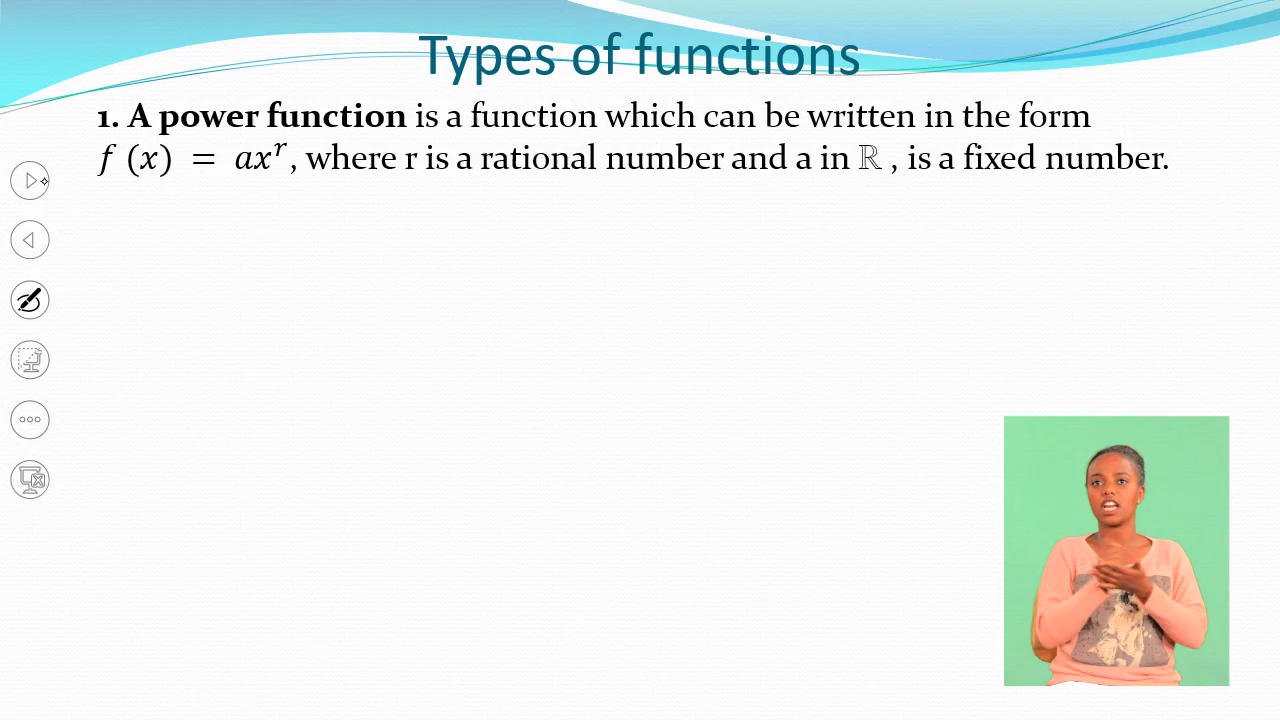 Types of functions
1. A power function is a function which can be written in the form
f (x) = axʳ, where r is a rational number and a in ℝ , is a fixed number.